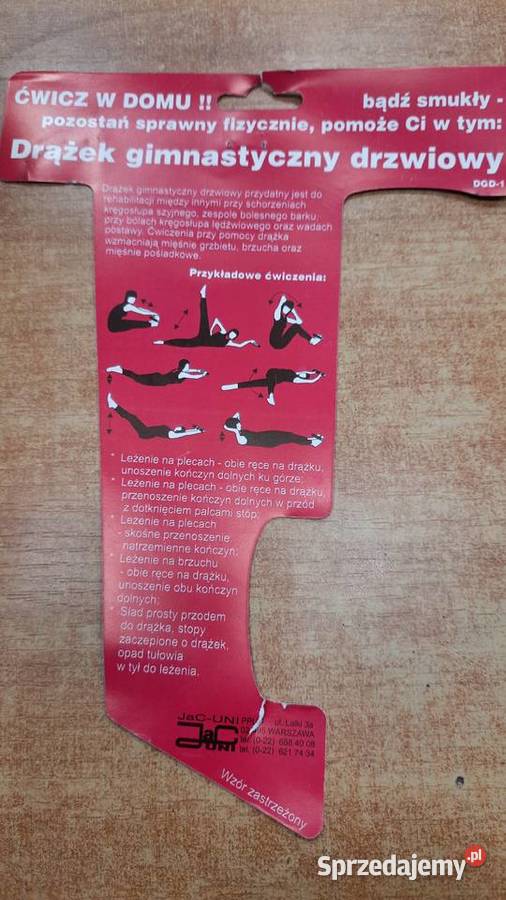 ĆWICZ W DOMU !! bądź smukły -
pozostań sprawny fizycznie, pomoże Ci w tym:
Drążek gimnastyczny drzwiowy
DGD-1
Drążek gimnastyczny drzwiowy przydatny jest do
rehabilitacji między innymi przy schorzeniach
kręgosłupa szyjnego, zespole bolesnego barku,
przy bólach kręgosłupa lędźwiowego oraz wadach
postawy. Ćwiczenia przy pomocy drążka
wzmacniają mięśnie grzbietu, brzucha oraz
mięśnie pośladkowe.
Przykładowe ćwiczenia:
* Leżenie na plecach - obie ręce na drążku,
unoszenie kończyn dolnych ku górze;
* Leżenie na plecach - obie ręce na drążku,
przenoszenie kończyn dolnych w przód
z dotknięciem palcami stóp;
* Leżenie na plecach
- skośne przenoszenie
natrzemienne kończyn;
* Leżenie na brzuchu
- obie ręce na drążku,
unoszenie obu kończyn
dolnych;
* Siad prosty przodem
do drążka, stopy
zaczepione o drążek,
opad tułowia
w tył do leżenia.
JaC-UNI ul. Lalki 3a
WARSZAWA
JaC tel. (0-22) 658 40 08
UNI tel. (0-22) 621 74 34
Wzór zastrzeżony
Sprzedajemy.pl